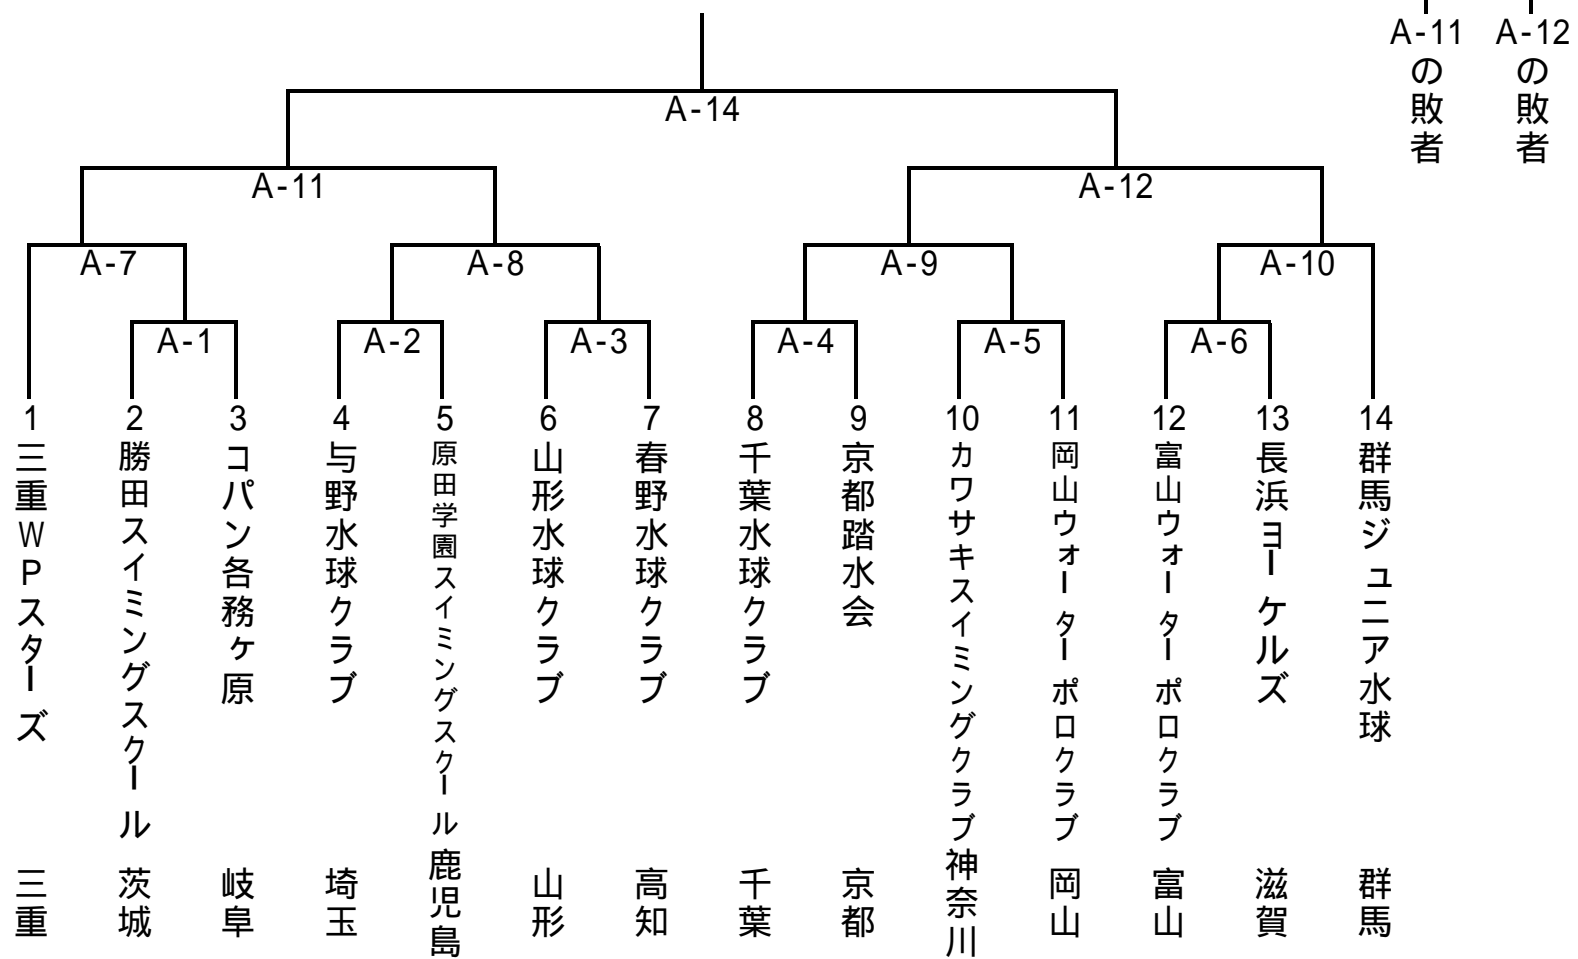 A-11の敗者
A-12の敗者
A-14
A-11
A-12
A-7
A-8
A-9
A-10
A-1
A-2
A-3
A-4
A-5
A-6
1
三重WPスターズ
三重
2
勝田スイミングスクール
茨城
3
コパン各務ヶ原
岐阜
4
与野水球クラブ
埼玉
5
原田学園スイミングスクール
鹿児島
6
山形水球クラブ
山形
7
春野水球クラブ
高知
8
千葉水球クラブ
千葉
9
京都踏水会
京都
10
カワサキスイミングクラブ
神奈川
11
岡山ウォーターポロクラブ
岡山
12
富山ウォーターポロクラブ
富山
13
長浜ヨーケルズ
滋賀
14
群馬ジュニア水球
群馬